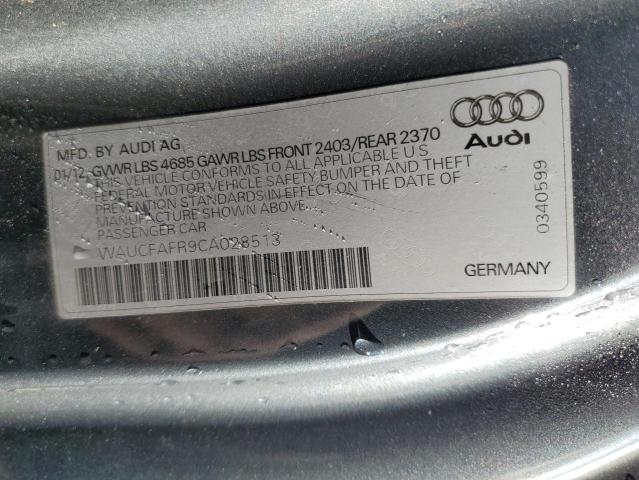 MFD. BY AUDI AG
01/12 GVWR LBS 4685 GAWR LBS FRONT 2403/REAR 2370
THIS VEHICLE CONFORMS TO ALL APPLICABLE U.S.
FEDERAL MOTOR VEHICLE SAFETY BUMPER AND THEFT
PREVENTION STANDARDS IN EFFECT ON THE DATE OF
MANUFACTURE SHOWN ABOVE.
PASSENGER CAR
WAUCFAFR9CA028513
Audi
0340599
GERMANY